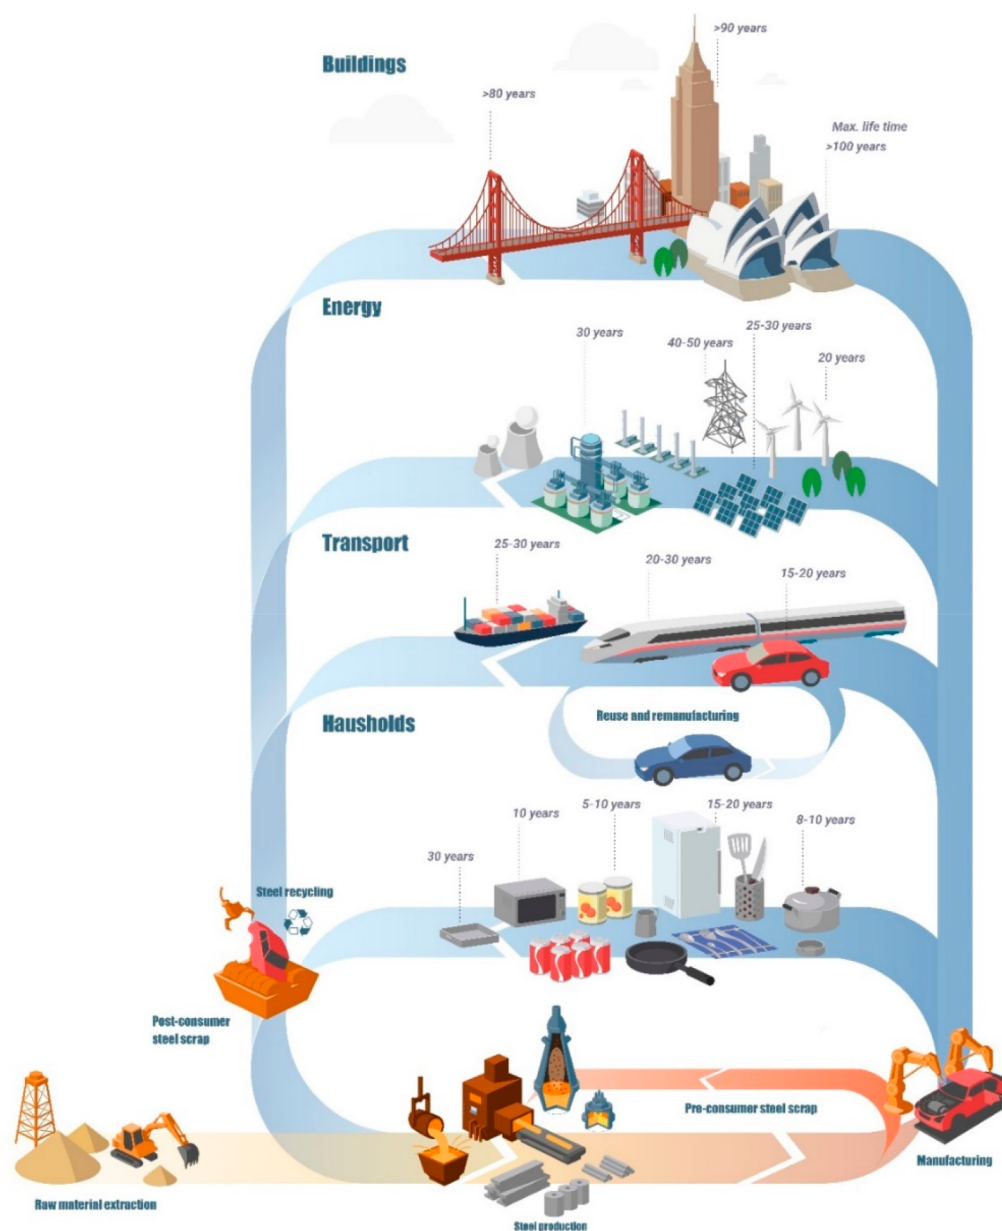 Buildings
>90 years
>80 years
Max. life time
>100 years
Energy
30 years
40-50 years
25-30 years
20 years
Transport
25-30 years
20-30 years
15-20 years
Hausholds
Reuse and remanufacturing
30 years
10 years
5-10 years
15-20 years
8-10 years
Steel recycling
Post-consumer
steel scrap
Pre-consumer steel scrap
Manufacturing
Raw material extraction
Steel production